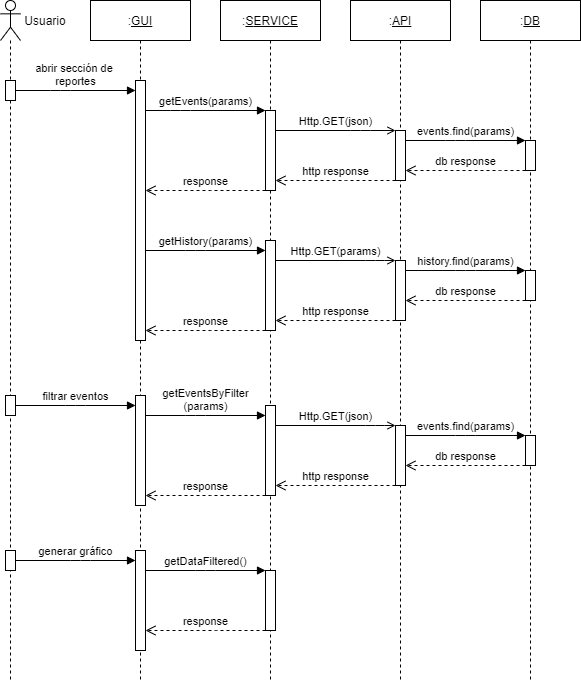 Usuario
:GUI
:SERVICE
:API
:DB
abrir sección de
reportes
getEvents(params)
Http.GET(json)
events.find(params)
db response
http response
response
getHistory(params)
Http.GET(params)
history.find(params)
db response
http response
response
filtrar eventos
getEventsByFilter
(params)
Http.GET(json)
events.find(params)
db response
http response
response
generar gráfico
getDataFiltered()
response